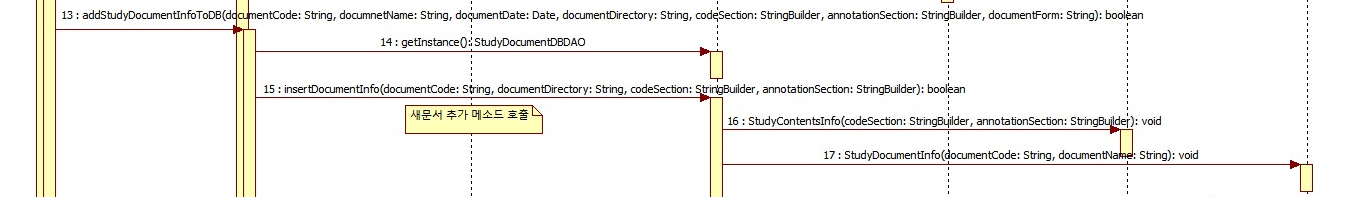 13 : addStudyDocumentInfoToDB(documentCode: String, documnetName: String, documentDate: Date, documentDirectory: String, codeSection: StringBuilder, annotationSection: StringBuilder, documentForm: String): boolean
14 : getInstance(): StudyDocumentDBDAO
15 : insertDocumentInfo(documentCode: String, documentDirectory: String, codeSection: StringBuilder, annotationSection: StringBuilder): boolean
새문서 추가 메소드 호출
16 : StudyContentsInfo(codeSection: StringBuilder, annotationSection: StringBuilder): void
17 : StudyDocumentInfo(documentCode: String, documentName: String): void